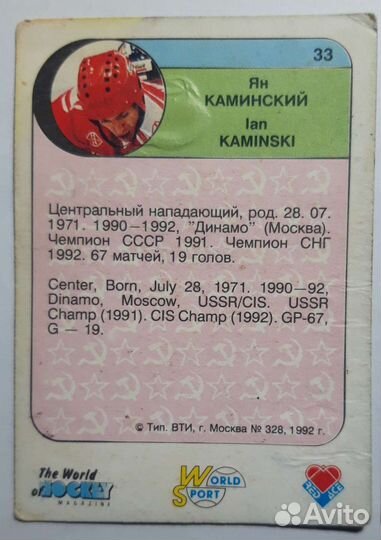 33
Ян
КАМИНСКИЙ
Ian
KAMINSKI
Центральный нападающий, род. 28. 07.
1971. 1990—1992, "Динамо" (Москва).
Чемпион СССР 1991. Чемпион СНГ
1992. 67 матчей, 19 голов.
Center, Born, July 28, 1971. 1990—92,
Dinamo, Moscow, USSR/CIS. USSR
Champ (1991). CIS Champ (1992). GP-67,
G — 19.
© Тип. ВТИ, г. Москва № 328, 1992 г.
The World
of HOCKEY
MAGAZINE
WORLD
SPORT
RED ACE
Avito